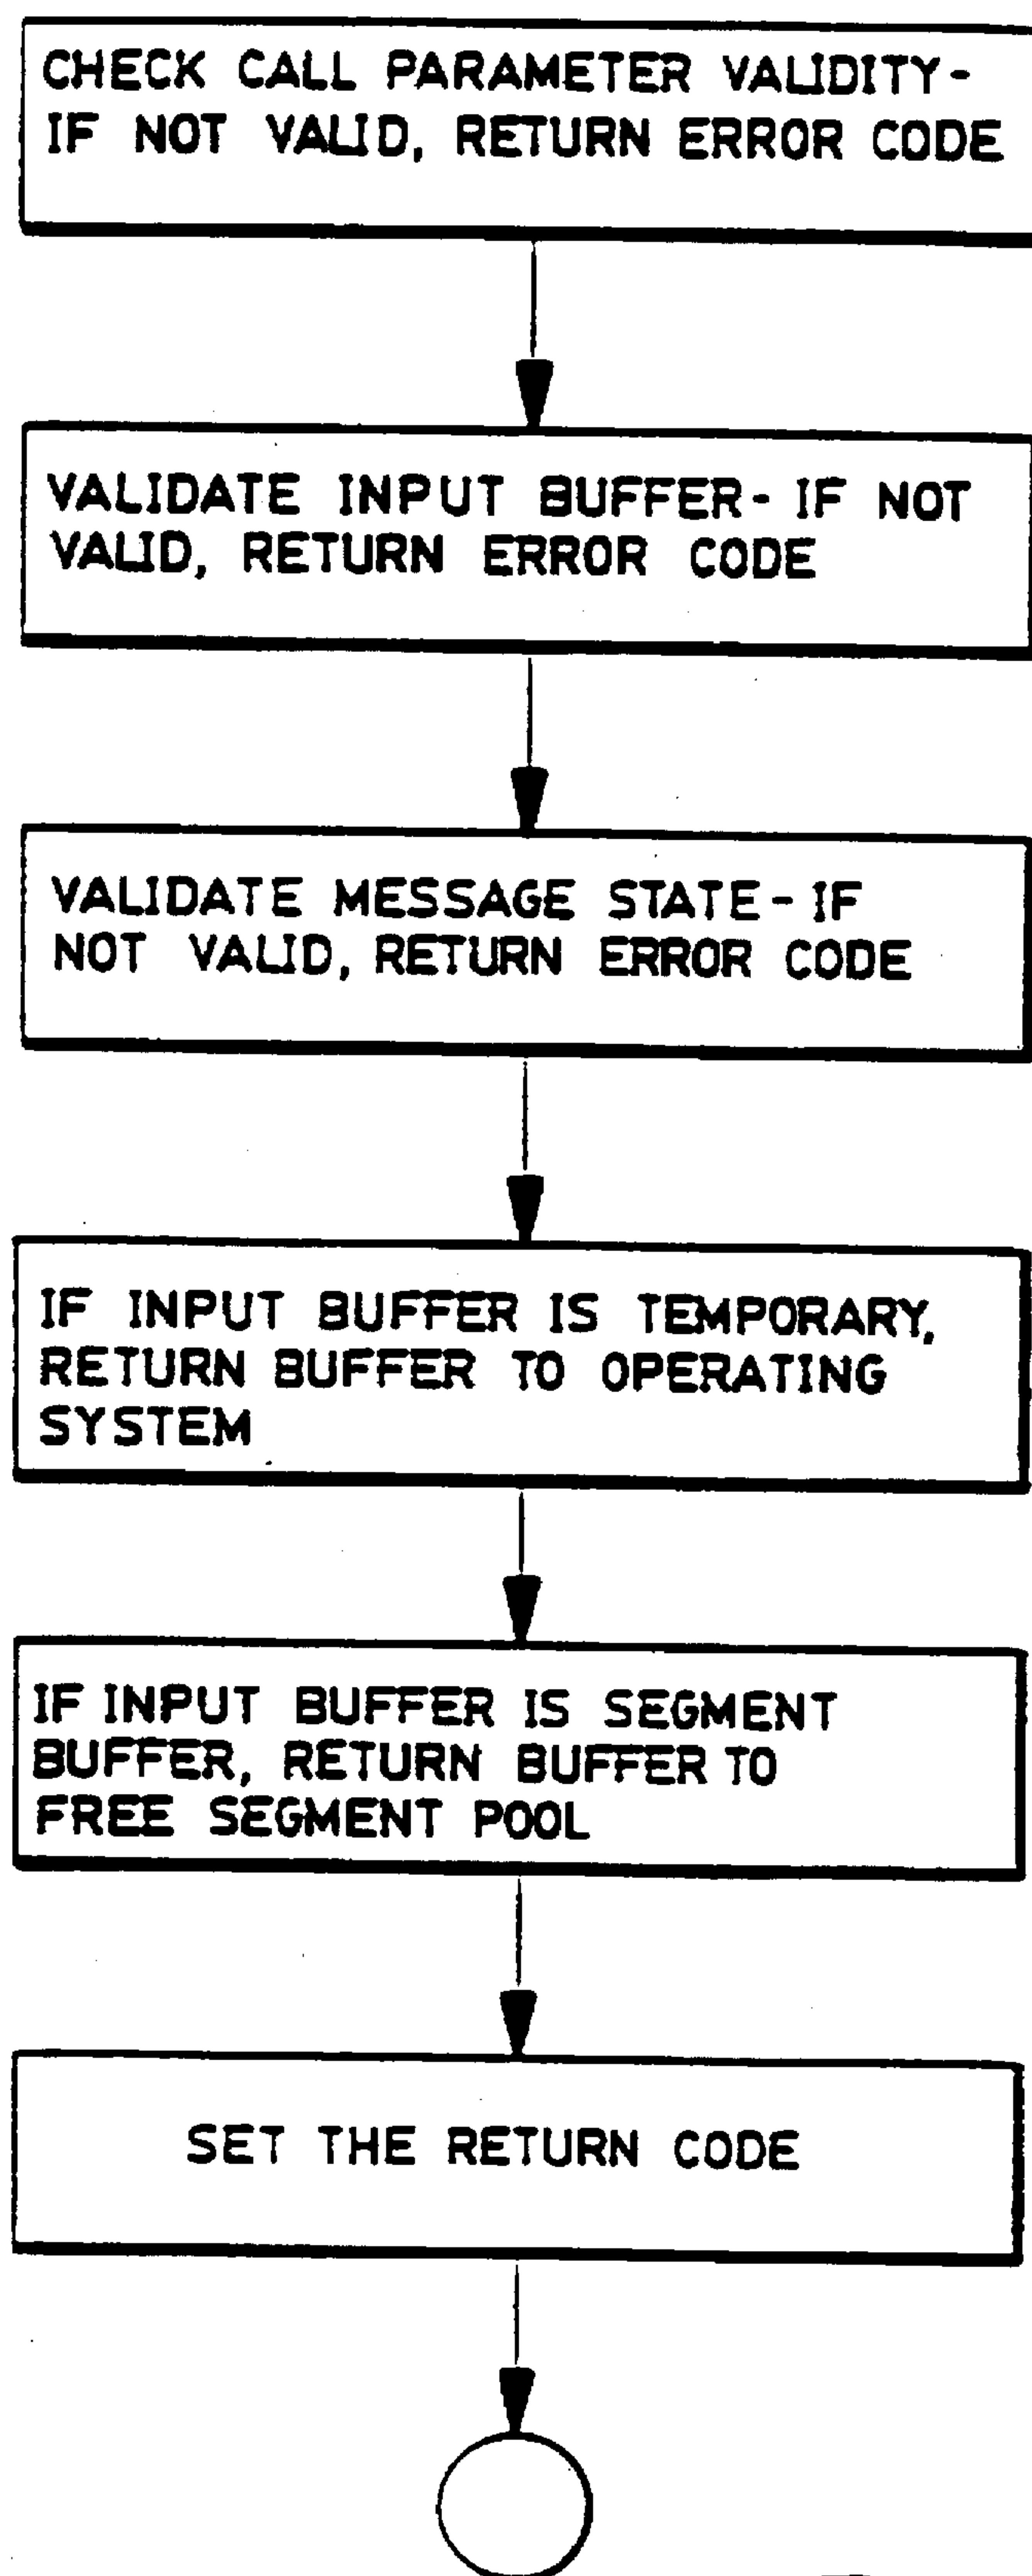 CHECK CALL PARAMETER VALIDITY-
IF NOT VALID, RETURN ERROR CODE
VALIDATE INPUT BUFFER- IF NOT
VALID, RETURN ERROR CODE
VALIDATE MESSAGE STATE- IF
NOT VALID, RETURN ERROR CODE
IF INPUT BUFFER IS TEMPORARY,
RETURN BUFFER TO OPERATING
SYSTEM
IF INPUT BUFFER IS SEGMENT
BUFFER, RETURN BUFFER TO
FREE SEGMENT POOL
SET THE RETURN CODE